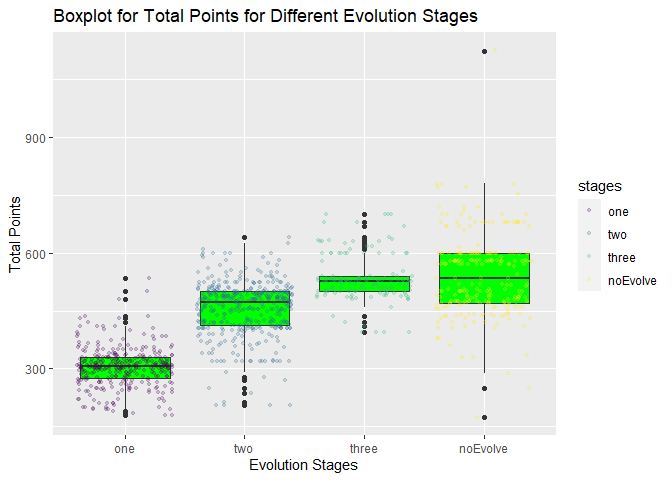 Boxplot for Total Points for Different Evolution Stages
Total Points
900
600
300
one two three noEvolve
Evolution Stages
stages
one
two
three
noEvolve